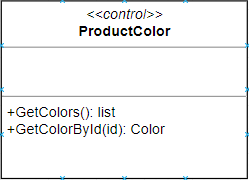 <<control>>
ProductColor
+GetColors(): list
+GetColorById(id): Color